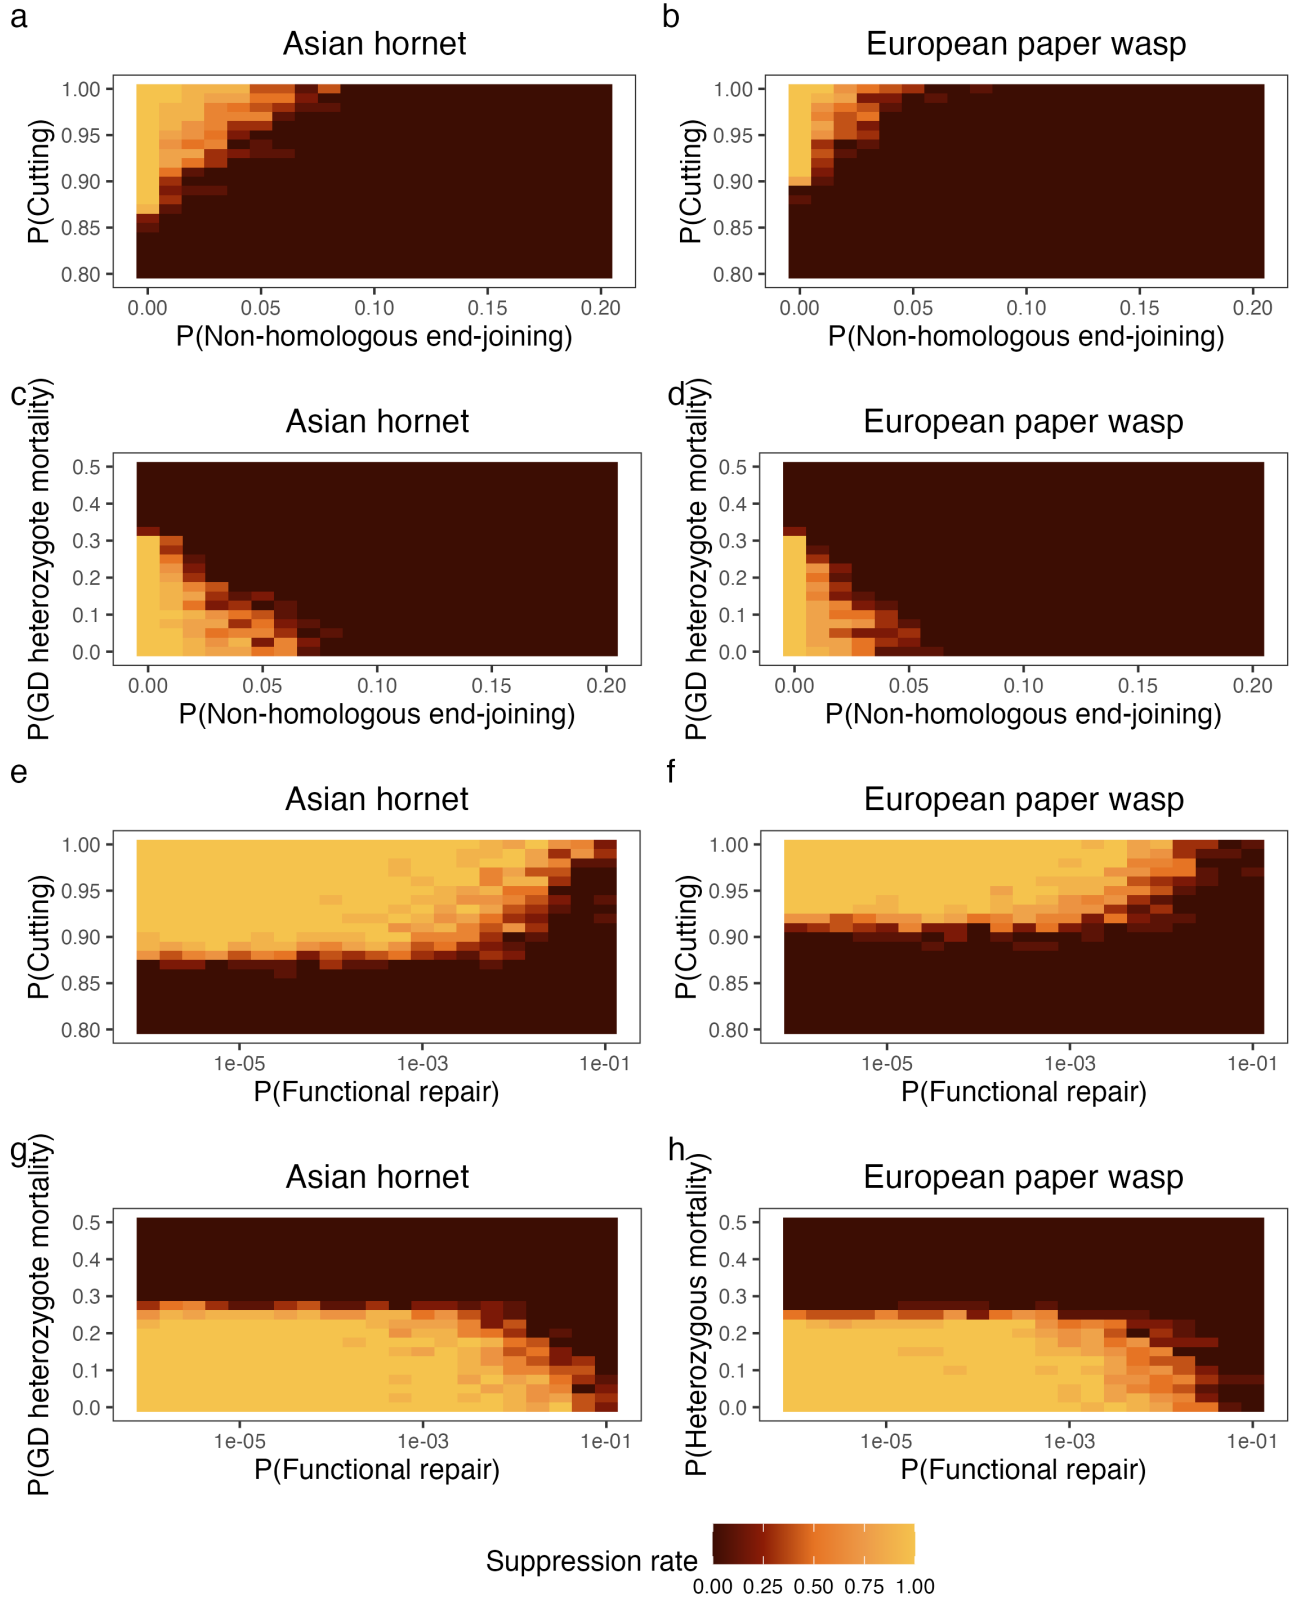 a
b
Asian hornet
European paper wasp
P(Cutting)
1.00
0.95
0.90
0.85
0.80
0.00 0.05 0.10 0.15 0.20
P(Non-homologous end-joining)
P(Cutting)
1.00
0.95
0.90
0.85
0.80
0.00 0.05 0.10 0.15 0.20
P(Non-homologous end-joining)
c
d
Asian hornet
European paper wasp
P(GD heterozygote mortality)
0.5
0.4
0.3
0.2
0.1
0.0
0.00 0.05 0.10 0.15 0.20
P(Non-homologous end-joining)
P(GD heterozygote mortality)
0.5
0.4
0.3
0.2
0.1
0.0
0.00 0.05 0.10 0.15 0.20
P(Non-homologous end-joining)
e
f
Asian hornet
European paper wasp
P(Cutting)
1.00
0.95
0.90
0.85
0.80
1e-05 1e-03 1e-01
P(Functional repair)
P(Cutting)
1.00
0.95
0.90
0.85
0.80
1e-05 1e-03 1e-01
P(Functional repair)
g
h
Asian hornet
European paper wasp
P(GD heterozygote mortality)
0.5
0.4
0.3
0.2
0.1
0.0
1e-05 1e-03 1e-01
P(Functional repair)
P(Heterozygous mortality)
0.5
0.4
0.3
0.2
0.1
0.0
1e-05 1e-03 1e-01
P(Functional repair)
Suppression rate
0.00 0.25 0.50 0.75 1.00